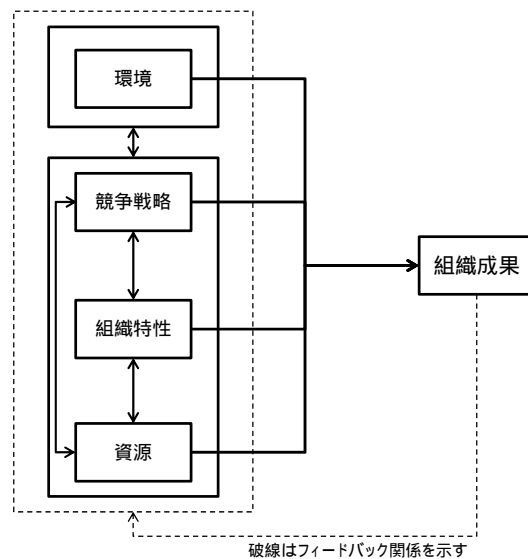 環境
競争戦略
組織特性
資源
組織成果
破線はフィードバック関係を示す